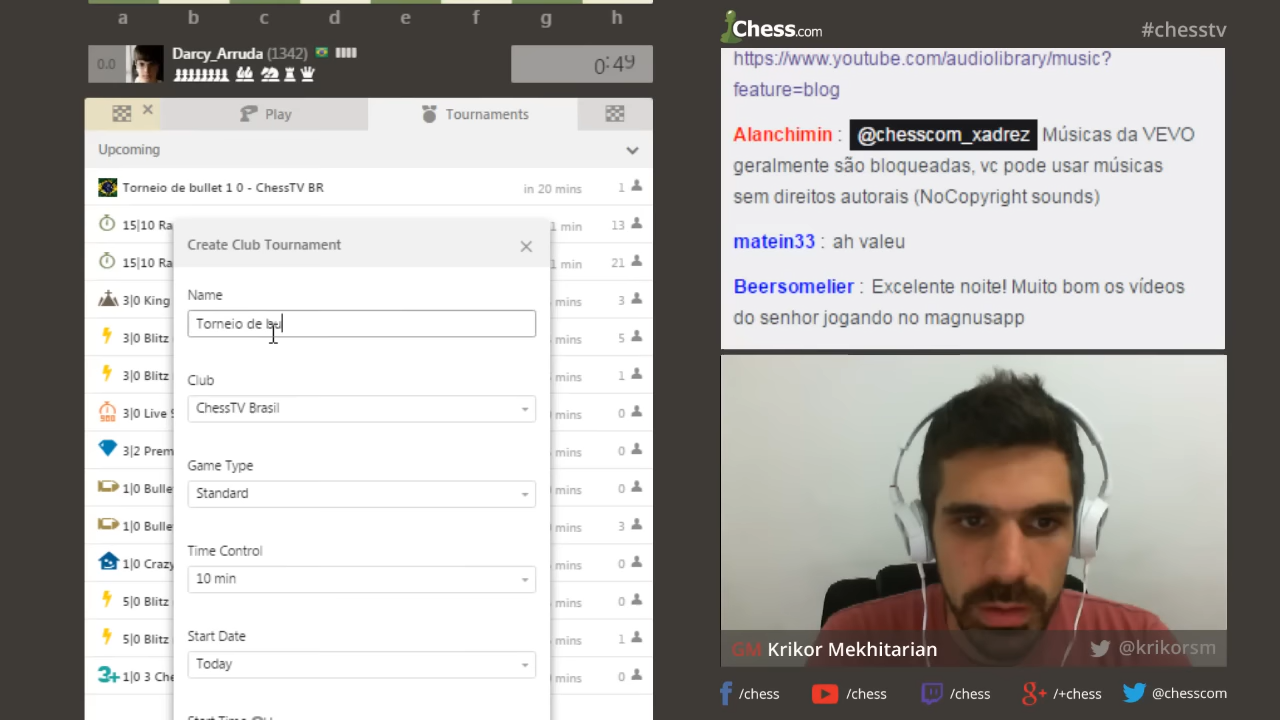 a b c d e f g h
0.0 Darcy_Arruda (1342) 0:49
Play Tournaments
Upcoming
Torneio de bullet 1 0 - ChessTV BR in 20 mins 1
15|10 Ra 1 min 13
15|10 Ra 1 min 21
3|0 King mins 3
3|0 Blitz mins 5
3|0 Blitz mins 1
3|0 Live 9 mins 0
3|2 Prem mins 0
1|0 Bulle mins 0
1|0 Bulle mins 3
1|0 Crazy mins 0
5|0 Blitz mins 0
5|0 Blitz mins 1
3+ 1|0 3 Che mins 0
Create Club Tournament
Name
Torneio de bu
Club
ChessTV Brasil
Game Type
Standard
Time Control
10 min
Start Date
Today
Chess.com #chesstv
https://www.youtube.com/audiolibrary/music?
feature=blog
Alanchimin : @chesscom_xadrez Músicas da VEVO
geralmente são bloqueadas, vc pode usar músicas
sem direitos autorais (NoCopyright sounds)
matein33 : ah valeu
Beersomelier : Excelente noite! Muito bom os vídeos
do senhor jogando no magnusapp
GM Krikor Mekhitarian @krikorsm
/chess /chess /chess /+chess @chesscom